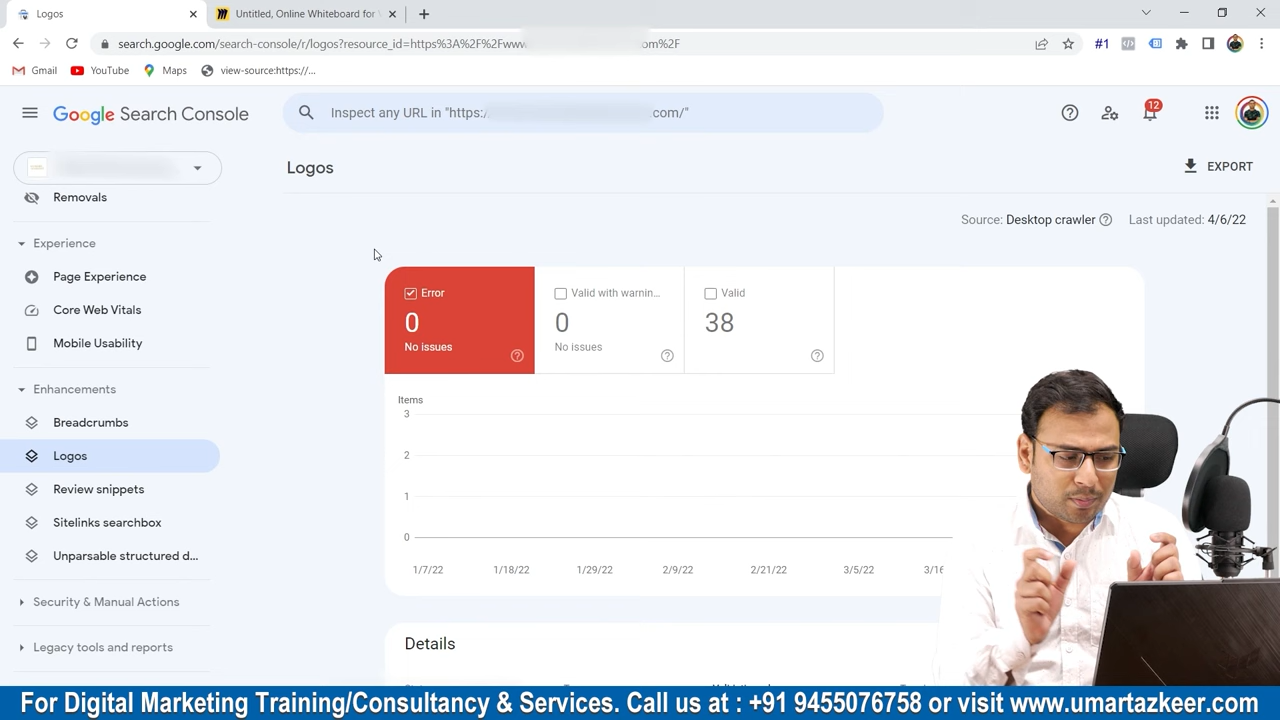 Logos
Untitled, Online Whiteboard for
search.google.com/search-console/r/logos?resource_id=https%3A%2F%2Fww om%2F
#1
Gmail
YouTube
Maps
view-source:https://...
Google Search Console
Inspect any URL in "https:/ .com/"
12
Logos
EXPORT
Removals
Source: Desktop crawler
Last updated: 4/6/22
Experience
Page Experience
Core Web Vitals
Mobile Usability
Enhancements
Breadcrumbs
Logos
Review snippets
Sitelinks searchbox
Unparsable structured d...
Security & Manual Actions
Legacy tools and reports
Error
0
No issues
Valid with warnin...
0
No issues
Valid
38
Items
3
2
1
0
1/7/22
1/18/22
1/29/22
2/9/22
2/21/22
3/5/22
3/16
Details
For Digital Marketing Training/Consultancy & Services. Call us at : +91 9455076758 or visit www.umartazkeer.com